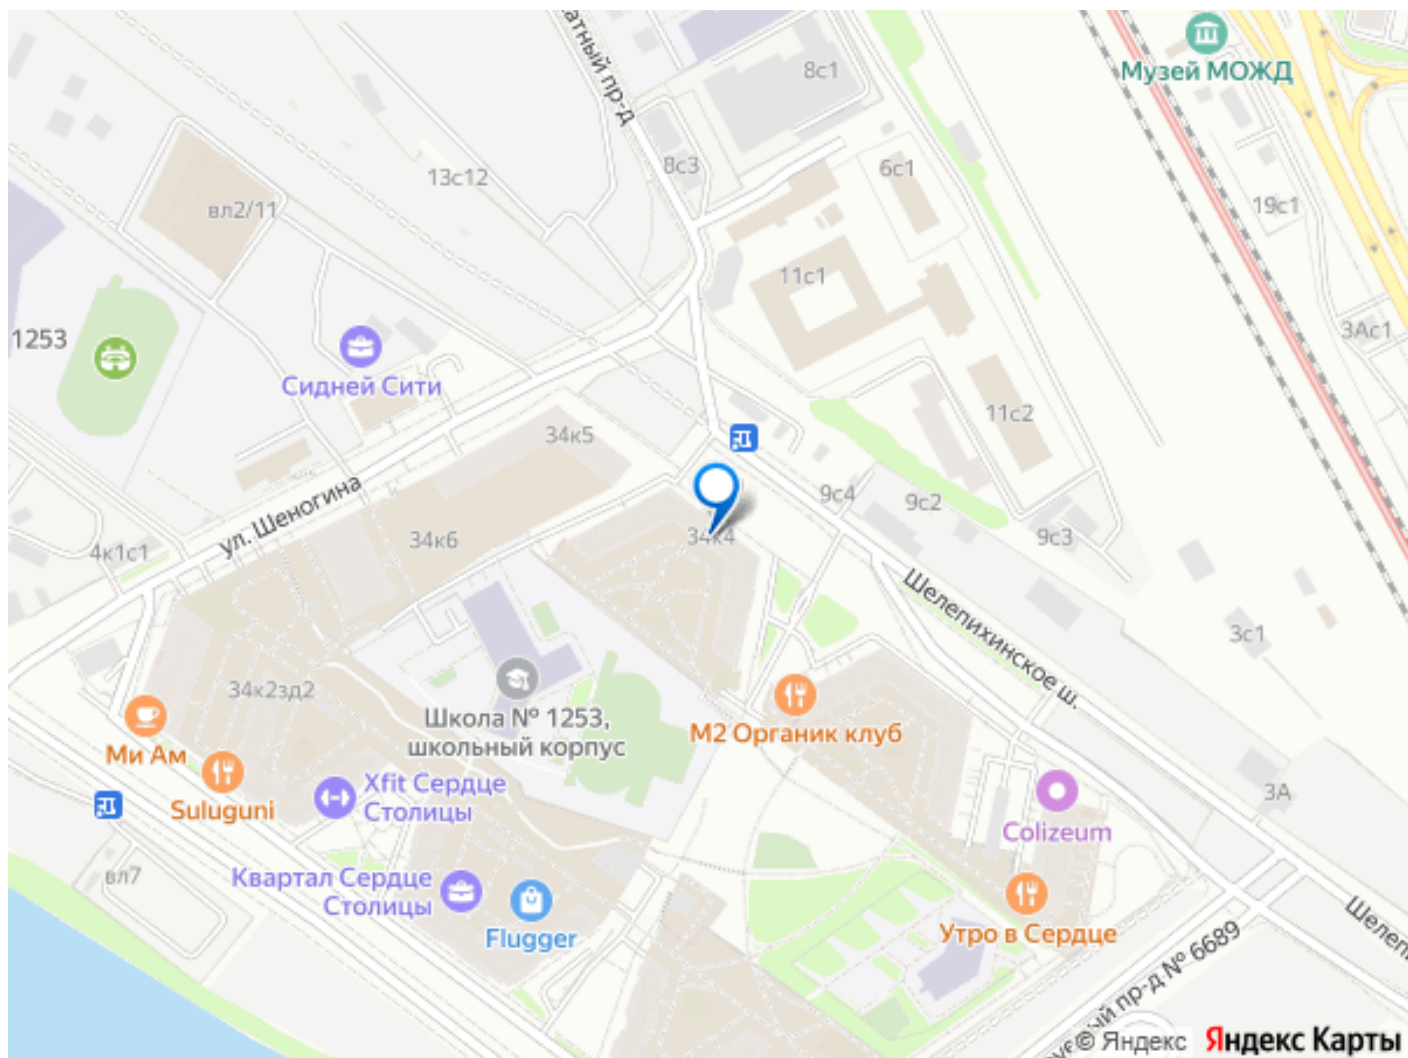 Музей МОЖД
атный пр-д
8с1
8с3
6с1
13с12
вл2/11
19с1
11с1
3Ас1
1253
Сидней Сити
34к5
11с2
ул. Шеногина
9с4
9с2
9с3
34к6
34к4
4к1с1
Шелепихинское ш.
3с1
34к2зд2
Школа № 1253,
школьный корпус
М2 Органик клуб
Ми Ам
Suluguni
Xfit Сердце
Столицы
3А
Colizeum
вл7
Квартал Сердце
Столицы
Flugger
Утро в Сердце
Шелепи
ый пр-д № 6689
© Яндекс
Яндекс Карты